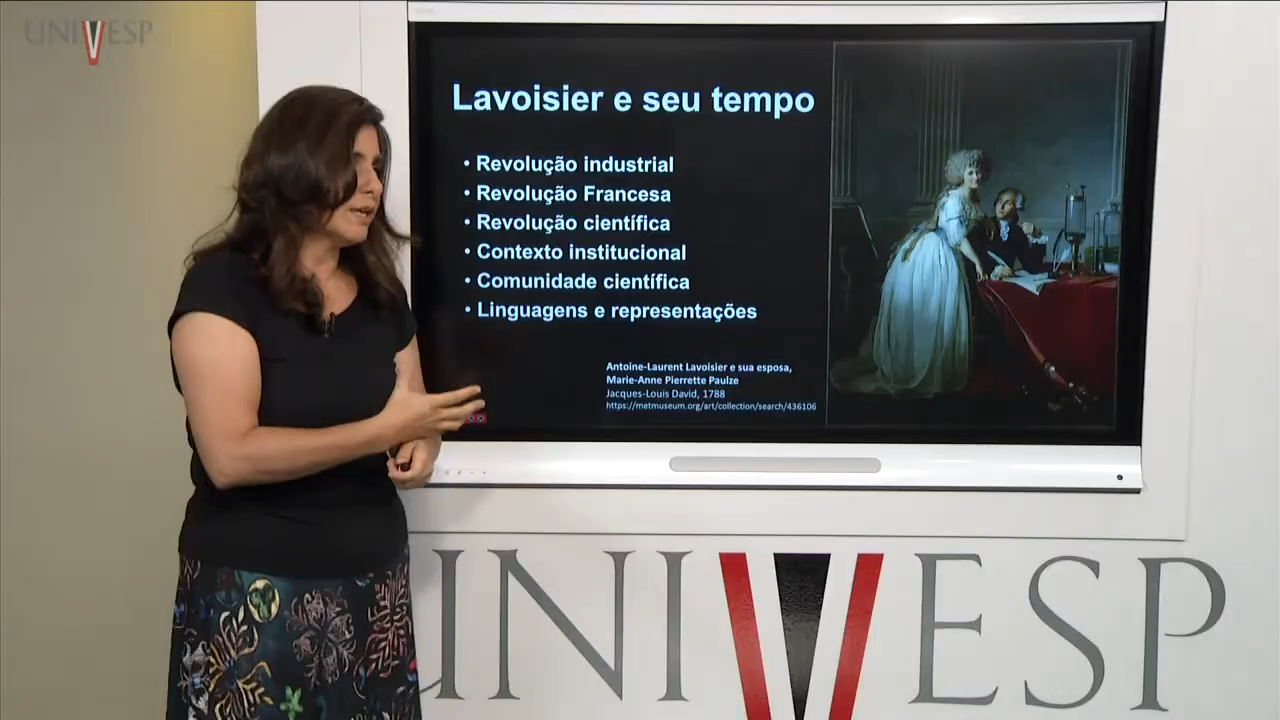 UNIVESP
Lavoisier e seu tempo
• Revolução industrial
• Revolução Francesa
• Revolução científica
• Contexto institucional
• Comunidade científica
• Linguagens e representações
Antoine-Laurent Lavoisier e sua esposa,
Marie-Anne Pierrette Paulze
Jacques-Louis David, 1788
https://metmuseum.org/art/collection/search/436106
UNIVESP